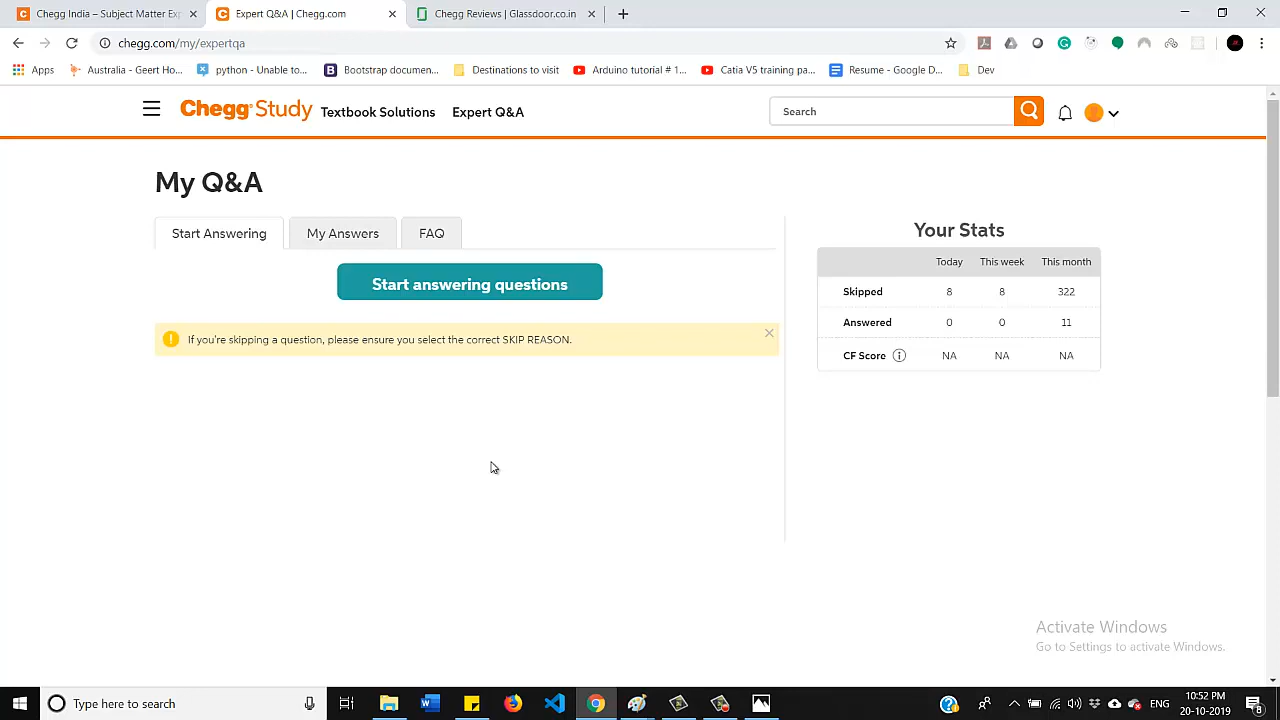 Chegg India - Subject Matter Exp
Expert Q&A | Chegg.com
Chegg Reviews | Glassdoor.co.in
chegg.com/my/expertqa
Apps
Australia - Geert Ho...
python - Unable to...
Bootstrap documen...
Destinations to visit
Arduino tutorial # 1...
Catia V5 training pa...
Resume - Google D...
Dev
Chegg Study
Textbook Solutions
Expert Q&A
Search
My Q&A
Start Answering
My Answers
FAQ
Start answering questions
If you're skipping a question, please ensure you select the correct SKIP REASON.
Your Stats
Today This week This month
Skipped 8 8 322
Answered 0 0 11
CF Score NA NA NA
Activate Windows
Go to Settings to activate Windows.
Type here to search
ENG
10:52 PM
20-10-2019
8